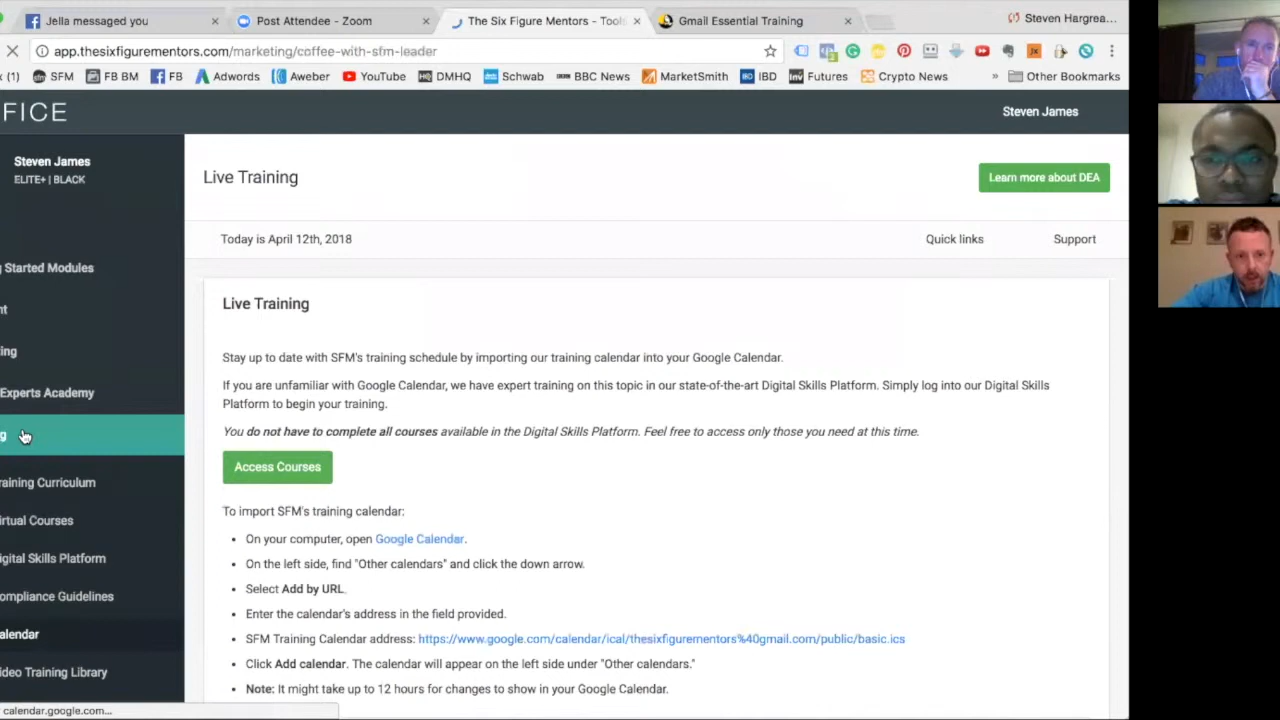 Jella messaged you
Post Attendee - Zoom
The Six Figure Mentors - Tools
Gmail Essential Training
Steven Hargrea...
app.thesixfigurementors.com/marketing/coffee-with-sfm-leader
(1) SFM FB BM FB Adwords Aweber YouTube DMHQ Schwab BBC News MarketSmith IBD Futures Crypto News » Other Bookmarks
FICE
Steven James
Steven James
ELITE+ | BLACK
Live Training
Learn more about DEA
Today is April 12th, 2018
Quick links
Support
g Started Modules
nt
ing
Experts Academy
g
raining Curriculum
irtual Courses
igital Skills Platform
ompliance Guidelines
alendar
ideo Training Library
Live Training
Stay up to date with SFM's training schedule by importing our training calendar into your Google Calendar.
If you are unfamiliar with Google Calendar, we have expert training on this topic in our state-of-the-art Digital Skills Platform. Simply log into our Digital Skills
Platform to begin your training.
You do not have to complete all courses available in the Digital Skills Platform. Feel free to access only those you need at this time.
Access Courses
To import SFM's training calendar:
• On your computer, open Google Calendar.
• On the left side, find "Other calendars" and click the down arrow.
• Select Add by URL.
• Enter the calendar's address in the field provided.
• SFM Training Calendar address: https://www.google.com/calendar/ical/thesixfigurementors%40gmail.com/public/basic.ics
• Click Add calendar. The calendar will appear on the left side under "Other calendars."
• Note: It might take up to 12 hours for changes to show in your Google Calendar.
calendar.google.com...